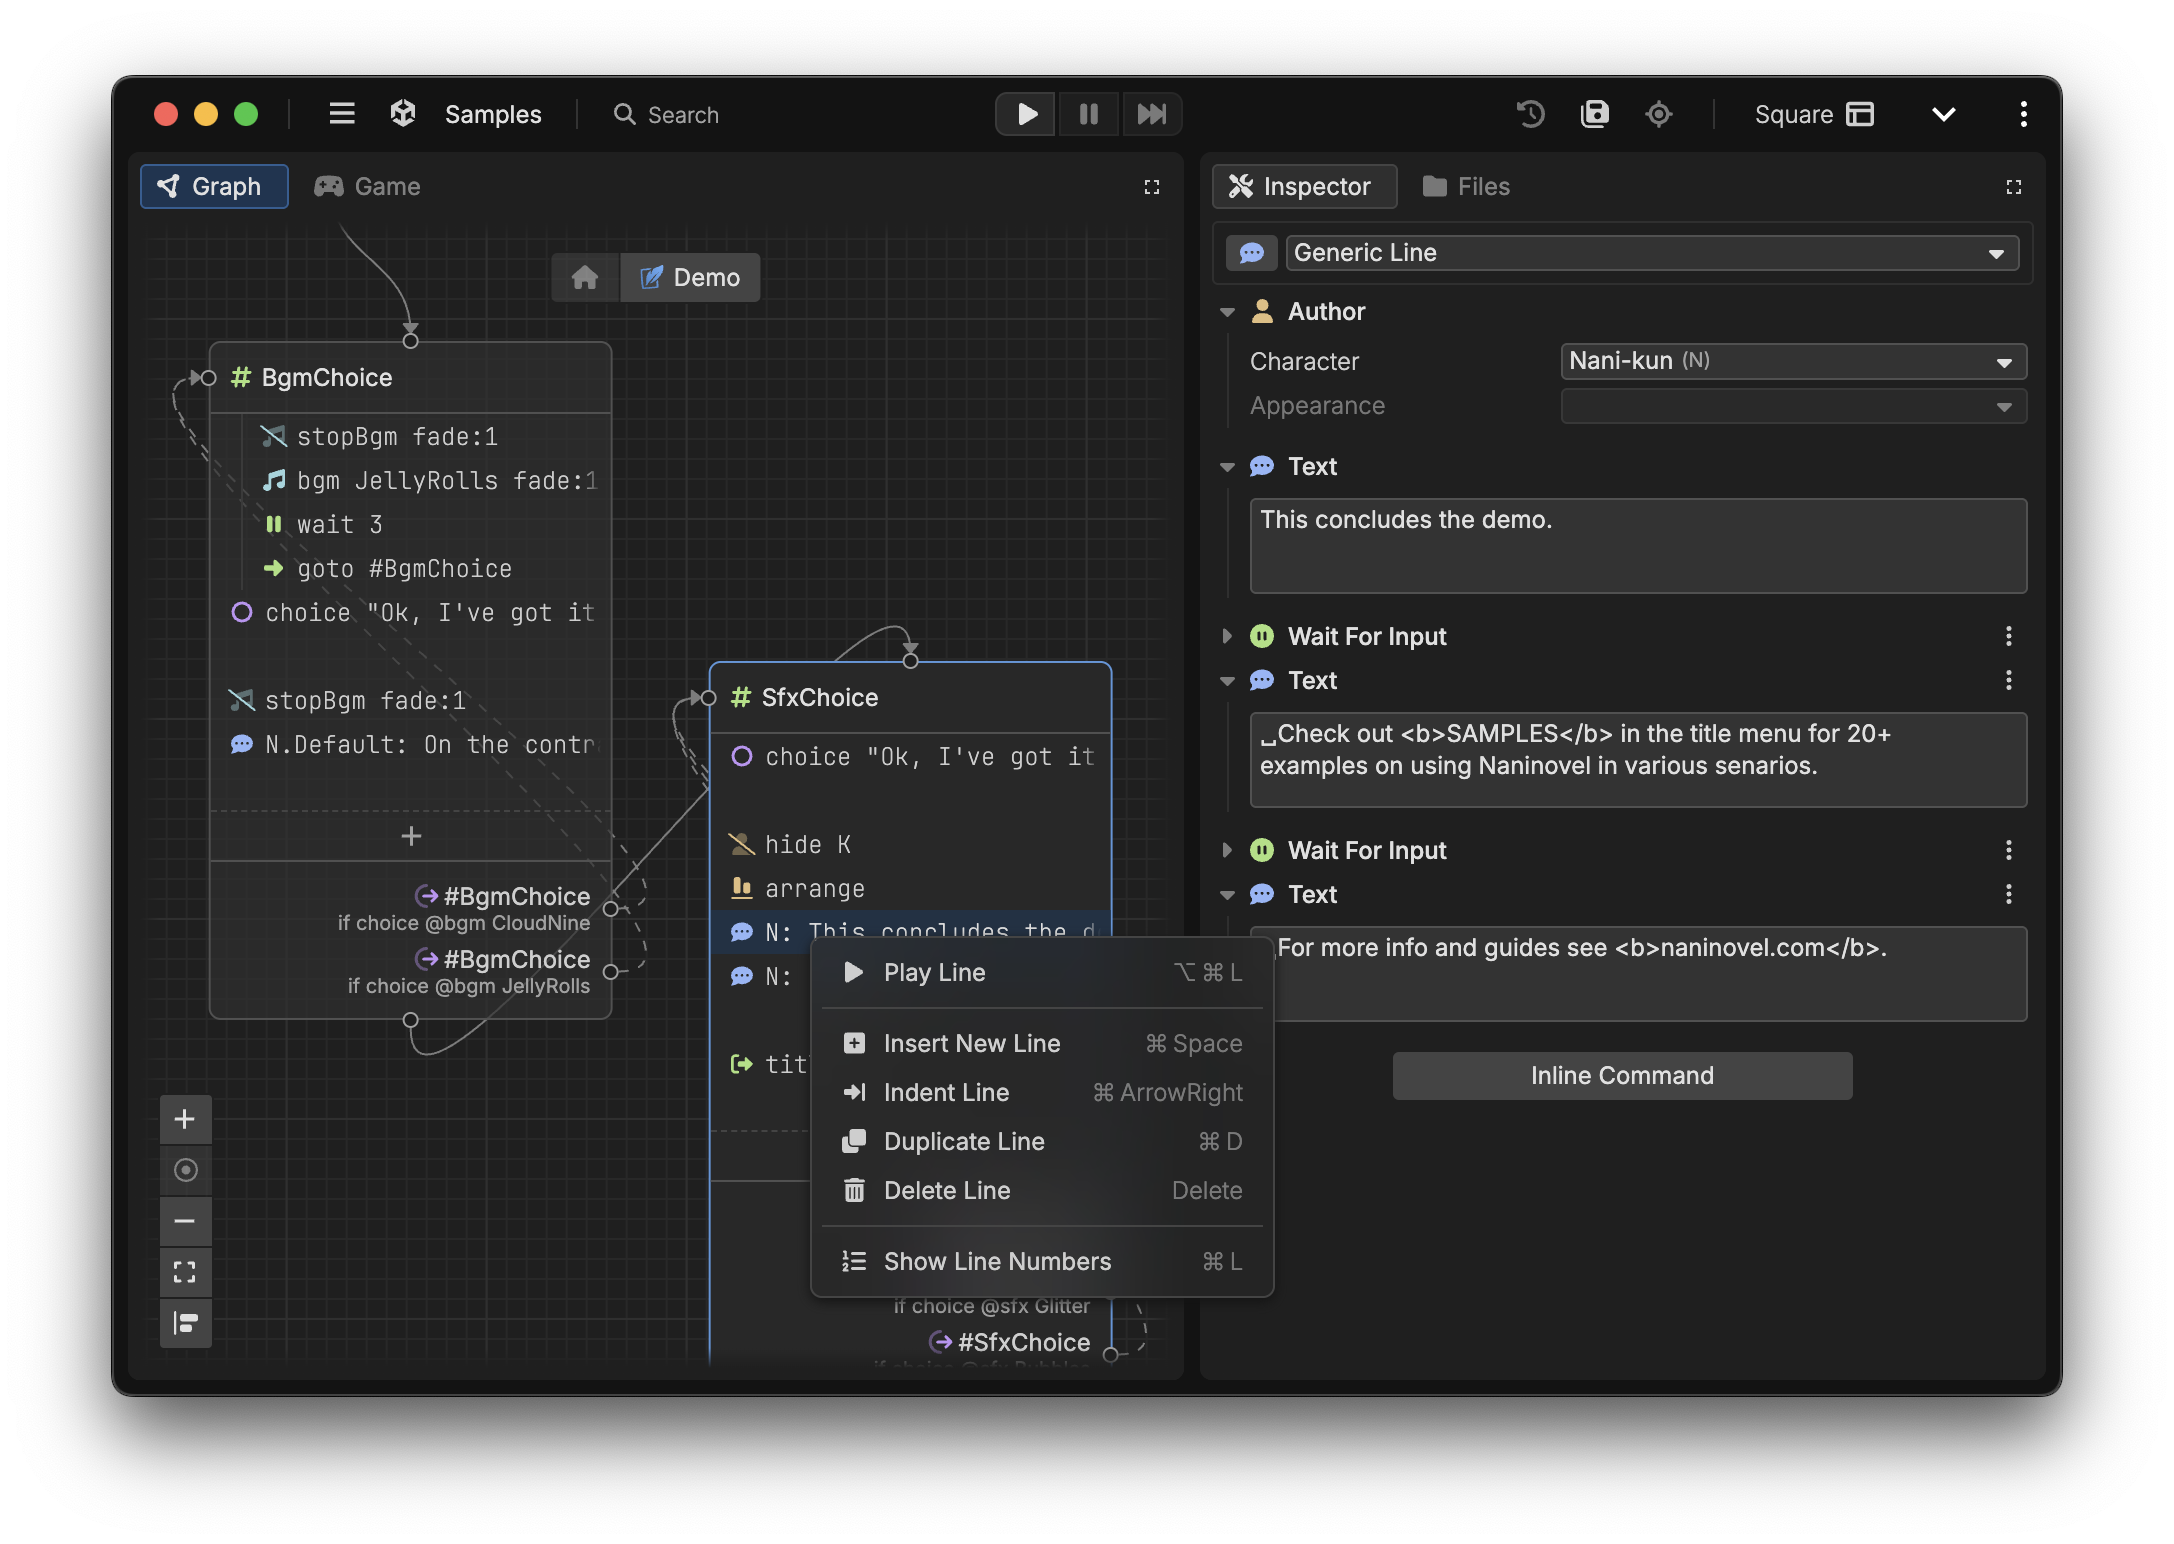 Samples
Search
Square
Graph
Game
Demo
# BgmChoice
stopBgm fade:1
bgm JellyRolls fade:1
wait 3
goto #BgmChoice
choice "Ok, I've got it
stopBgm fade:1
N.Default: On the contr
+
#BgmChoice
if choice @bgm CloudNine
#BgmChoice
if choice @bgm JellyRolls
# SfxChoice
choice "Ok, I've got it
hide K
arrange
N: This concludes the d
N:
tit
Play Line ⌥ ⌘ L
Insert New Line ⌘ Space
Indent Line ⌘ ArrowRight
Duplicate Line ⌘ D
Delete Line Delete
Show Line Numbers ⌘ L
if choice @sfx Glitter
#SfxChoice
if choice @sfx Bubbles
Inspector
Files
Generic Line
Author
Character Nani-kun (N)
Appearance
Text
This concludes the demo.
Wait For Input
Text
␣Check out <b>SAMPLES</b> in the title menu for 20+
examples on using Naninovel in various senarios.
Wait For Input
Text
For more info and guides see <b>naninovel.com</b>.
Inline Command